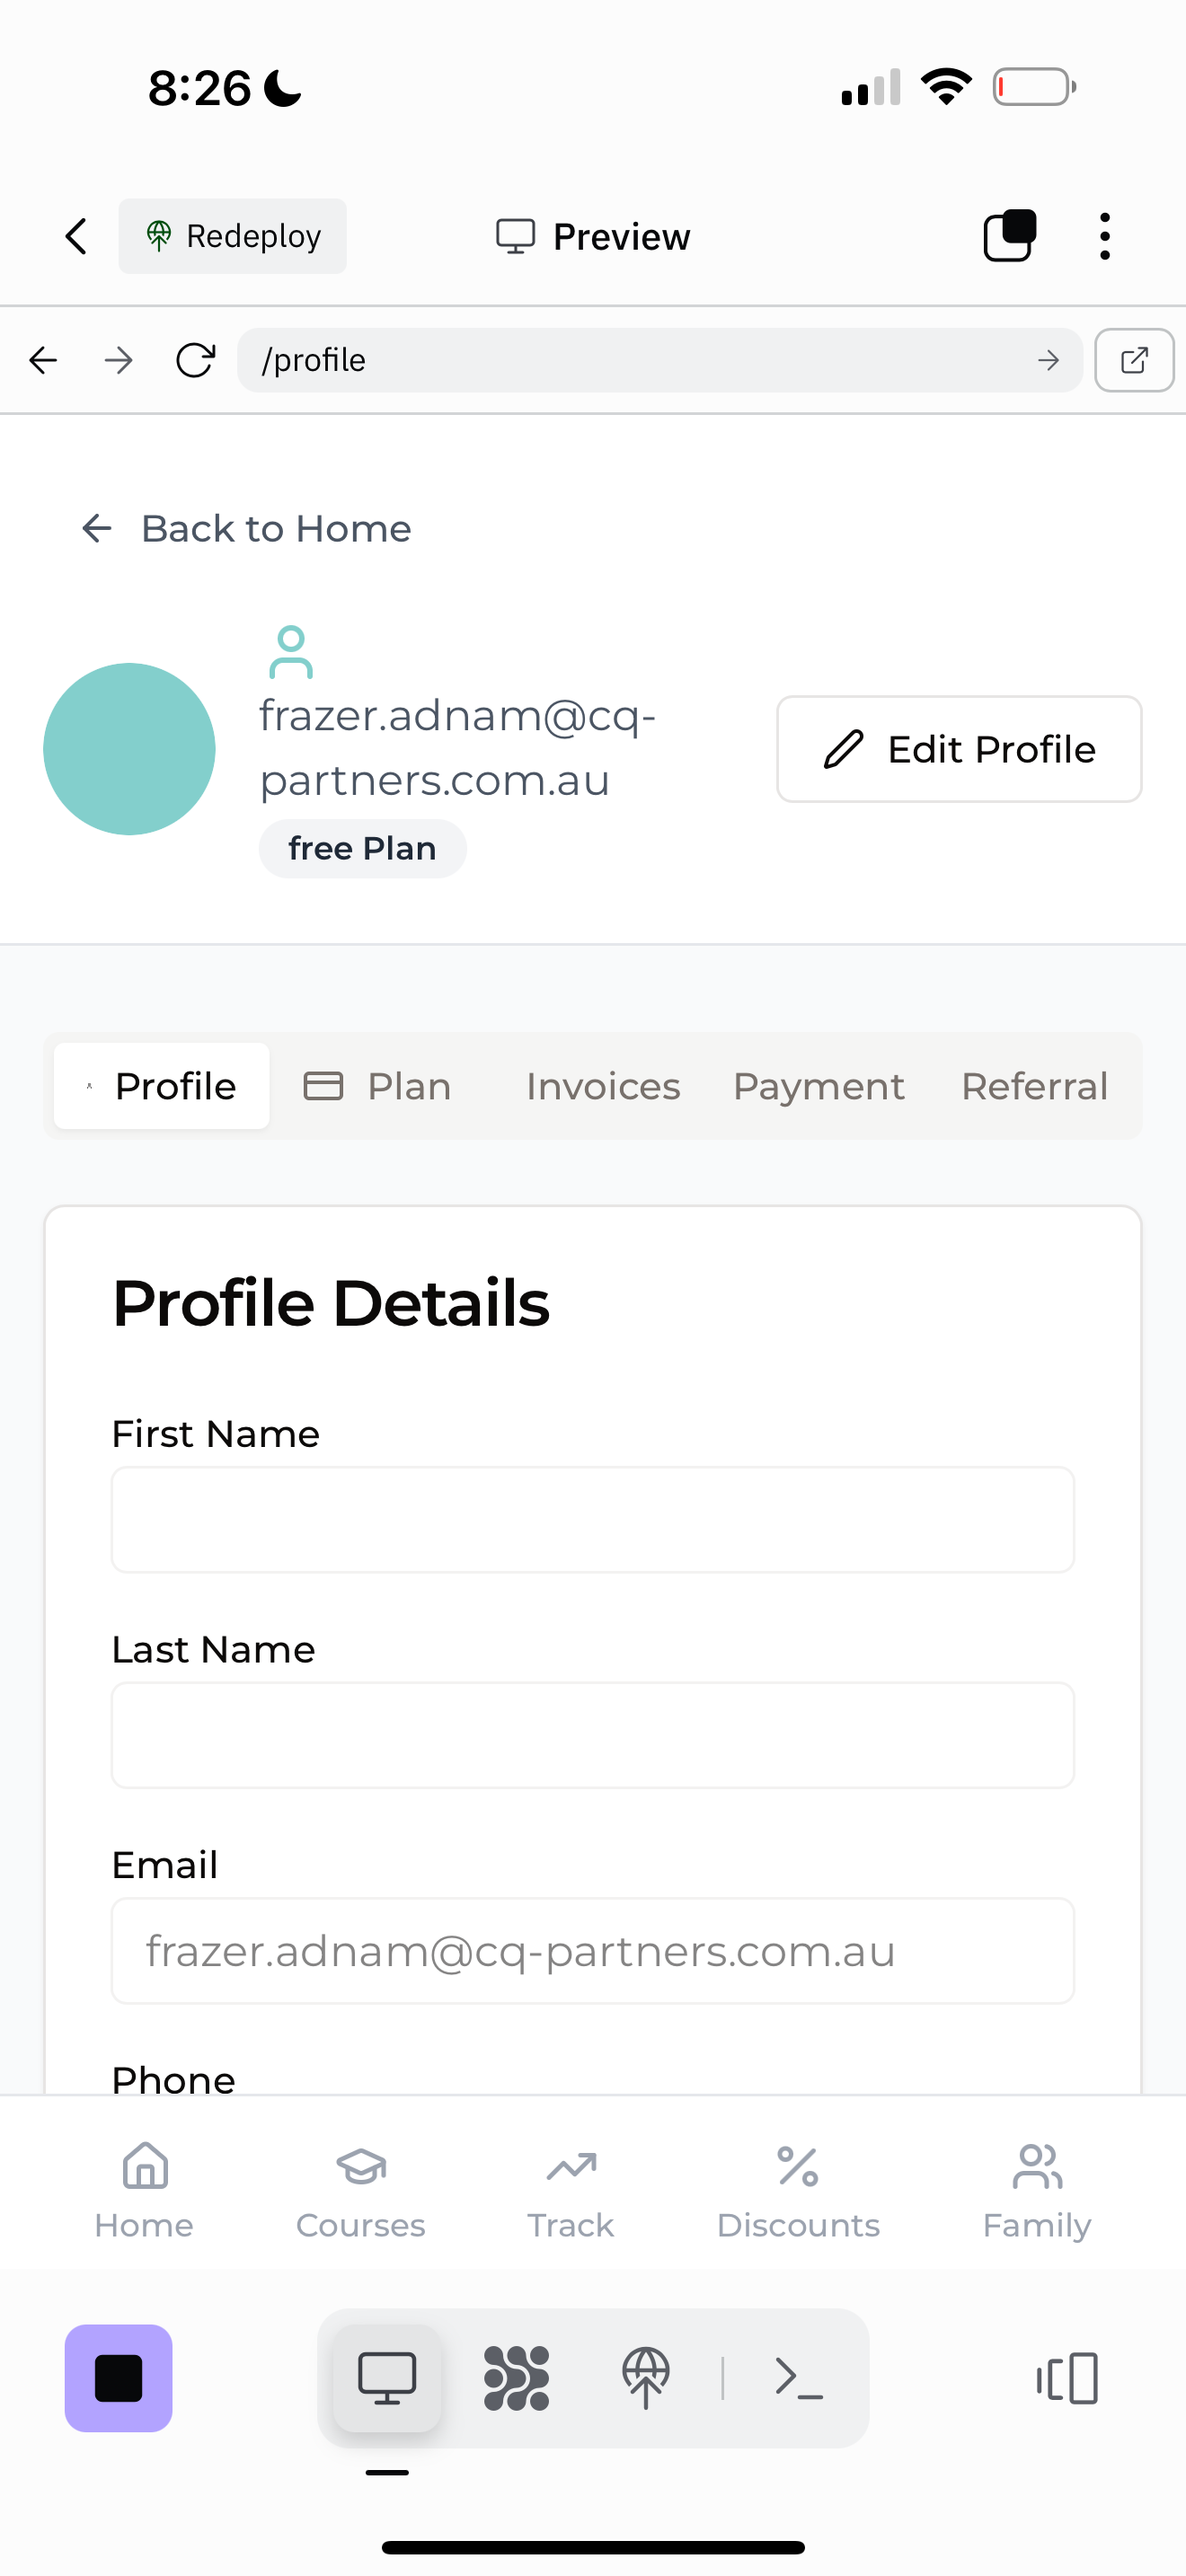 8:26
Redeploy
Preview
/profile
Back to Home
frazer.adnam@cq-
partners.com.au
free Plan
Edit Profile
Profile
Plan
Invoices
Payment
Referral
Profile Details
First Name
Last Name
Email
frazer.adnam@cq-partners.com.au
Phone
Home
Courses
Track
Discounts
Family